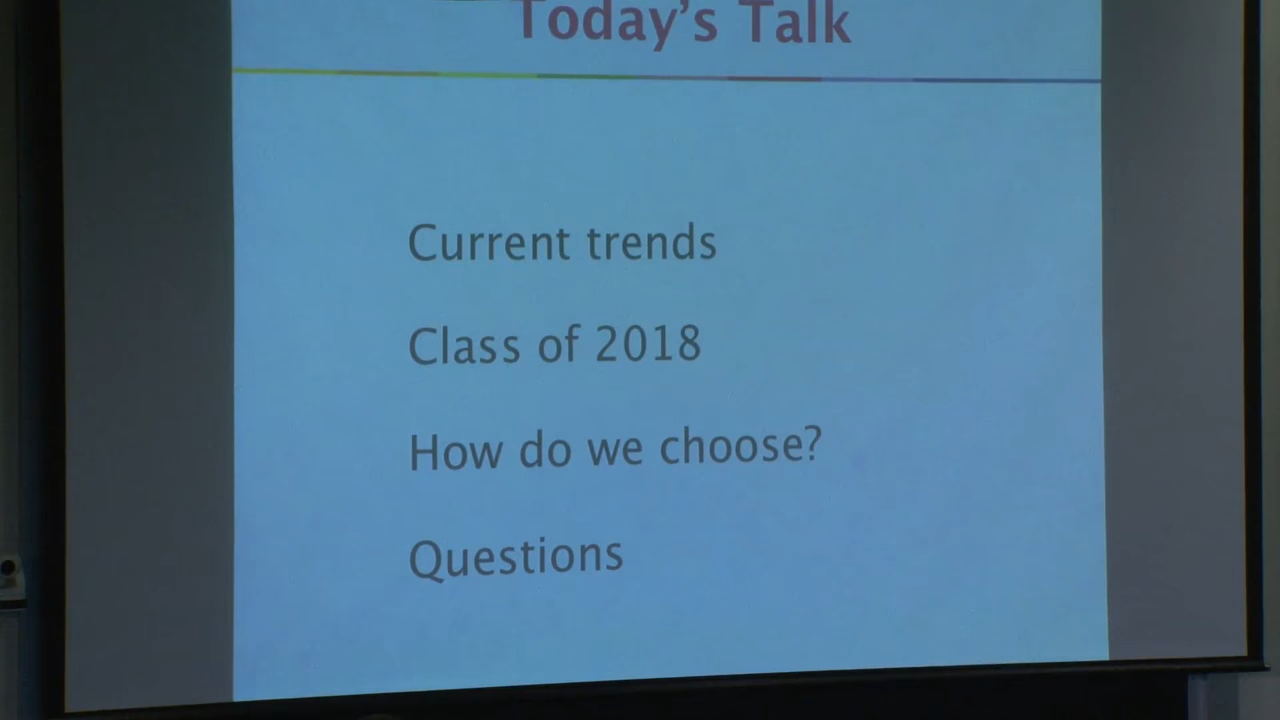 Today's Talk
Current trends
Class of 2018
How do we choose?
Questions